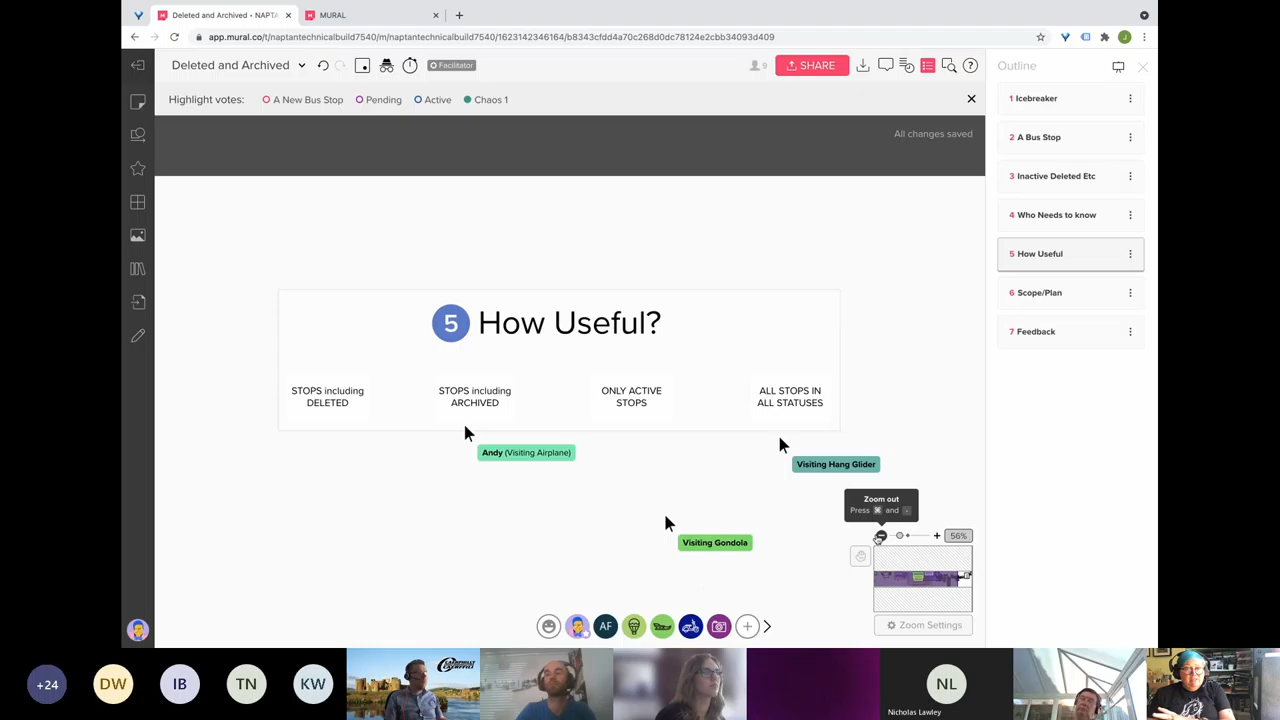 Deleted and Archived • NAPTA
MURAL
app.mural.co/t/naptantechnicalbuild7540/m/naptantechnicalbuild7540/1623142346164/b8343cfdd4a70c268d0dc78124e2cbb34093d409
J
Deleted and Archived
Facilitator
9
SHARE
Outline
Highlight votes:
A New Bus Stop
Pending
Active
Chaos 1
All changes saved
1 Icebreaker
2 A Bus Stop
3 Inactive Deleted Etc
4 Who Needs to know
5 How Useful
6 Scope/Plan
7 Feedback
5 How Useful?
STOPS including
DELETED
STOPS including
ARCHIVED
ONLY ACTIVE
STOPS
ALL STOPS IN
ALL STATUSES
Andy (Visiting Airplane)
Visiting Hang Glider
Visiting Gondola
Zoom out
Press ⌘ and -
56%
Zoom Settings
AF
+24
DW
IB
TN
KW
NL
Nicholas Lawley